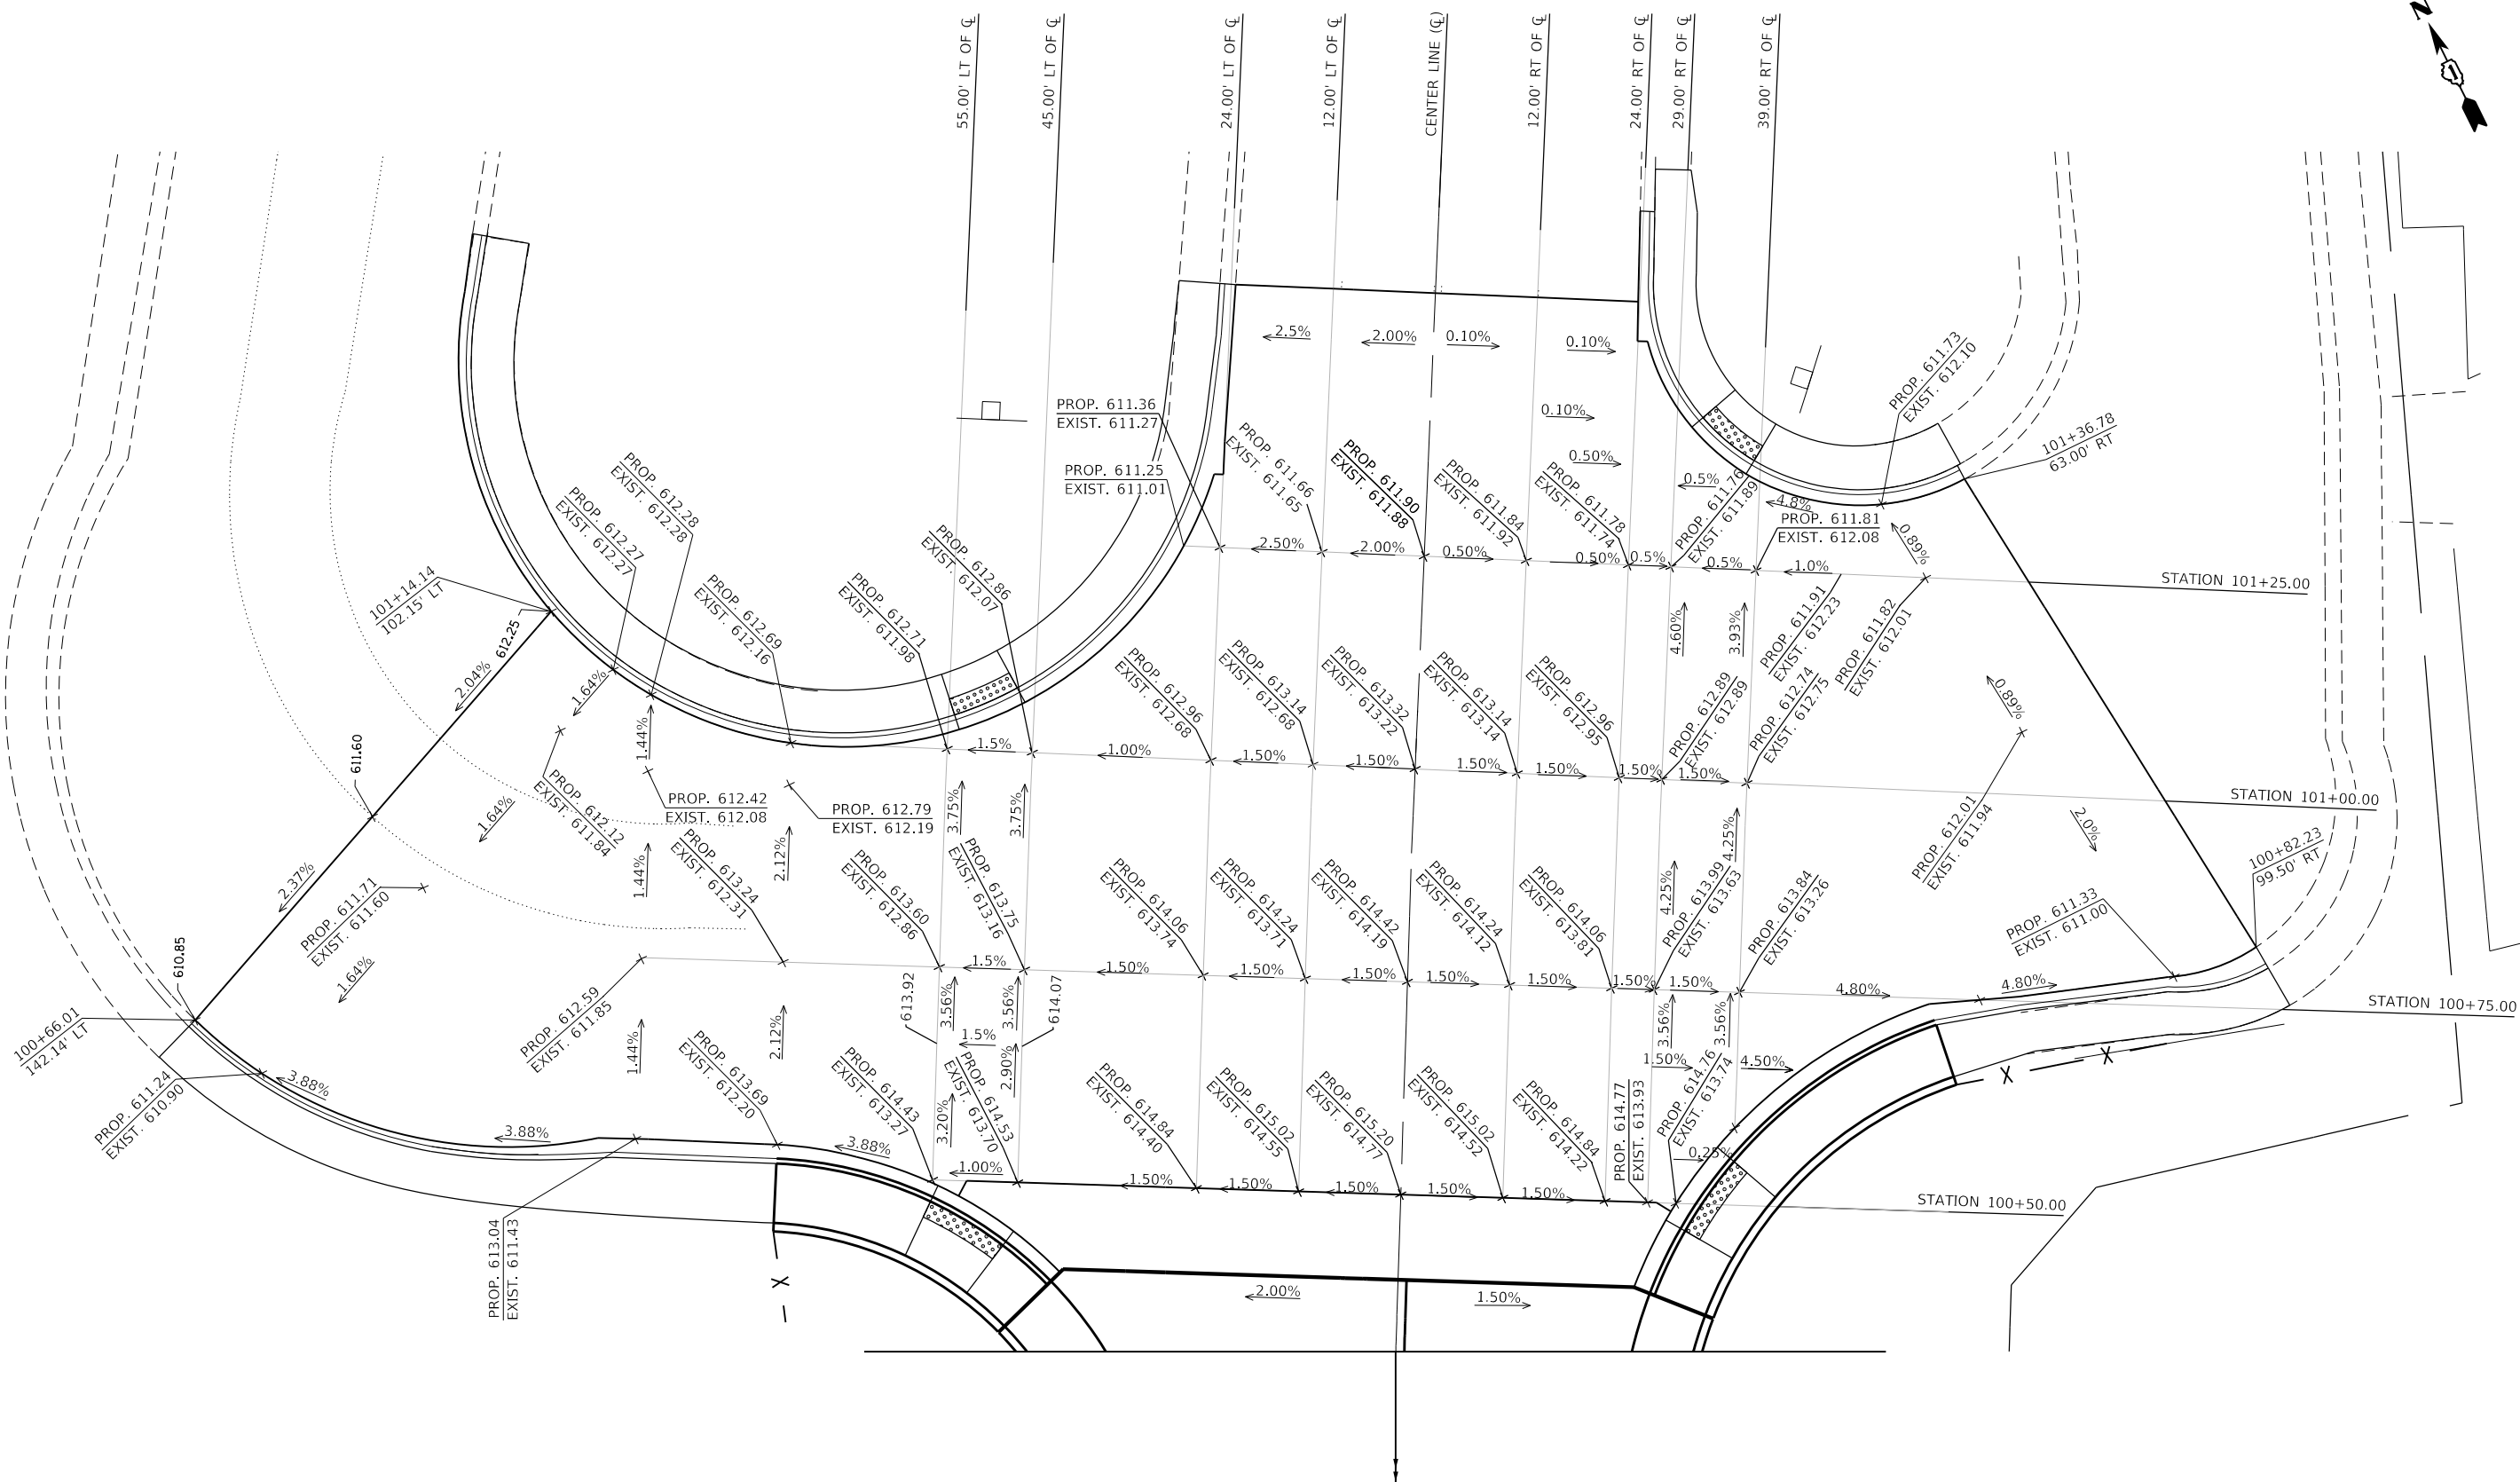 55.00' LT OF ℄
45.00' LT OF ℄
24.00' LT OF ℄
12.00' LT OF ℄
CENTER LINE (℄)
12.00' RT OF ℄
24.00' RT OF ℄
29.00' RT OF ℄
39.00' RT OF ℄
N
2.5%
2.00%
0.10%
0.10%
0.10%
0.50%
0.5%
4.8%
PROP. 611.73
EXIST. 612.10
101+36.78
63.00' RT
PROP. 611.36
EXIST. 611.27
PROP. 611.25
EXIST. 611.01
PROP. 611.66
EXIST. 611.65
PROP. 611.90
EXIST. 611.88
PROP. 611.84
EXIST. 611.92
PROP. 611.78
EXIST. 611.74
PROP. 611.76
EXIST. 611.89
PROP. 611.81
EXIST. 612.08
2.50%
2.00%
0.50%
0.50%
0.5%
0.5%
1.0%
0.89%
STATION 101+25.00
PROP. 612.28
EXIST. 612.28
PROP. 612.27
EXIST. 612.27
101+14.14
102.15' LT
612.25
2.04%
1.64%
PROP. 612.69
EXIST. 612.16
PROP. 612.71
EXIST. 611.98
PROP. 612.86
EXIST. 612.07
4.60%
3.93%
PROP. 611.91
EXIST. 612.23
PROP. 611.82
EXIST. 612.01
PROP. 612.96
EXIST. 612.68
PROP. 613.14
EXIST. 612.68
PROP. 613.32
EXIST. 613.22
PROP. 613.14
EXIST. 613.14
PROP. 612.96
EXIST. 612.95
PROP. 612.89
EXIST. 612.89
PROP. 612.74
EXIST. 612.75
0.89%
611.60
1.44%
1.5%
1.00%
1.50%
1.50%
1.50%
1.50%
1.50%
1.50%
STATION 101+00.00
PROP. 612.12
EXIST. 611.84
1.64%
PROP. 612.42
EXIST. 612.08
PROP. 612.79
EXIST. 612.19
3.75%
3.75%
4.25%
PROP. 612.01
EXIST. 611.94
2.0%
100+82.23
99.50' RT
2.37%
PROP. 611.71
EXIST. 611.60
1.44%
PROP. 613.24
EXIST. 612.31
2.12%
PROP. 613.60
EXIST. 612.86
PROP. 613.75
EXIST. 613.16
PROP. 614.06
EXIST. 613.74
PROP. 614.24
EXIST. 613.71
PROP. 614.42
EXIST. 614.19
PROP. 614.24
EXIST. 614.12
PROP. 614.06
EXIST. 613.81
4.25%
PROP. 613.99
EXIST. 613.63
PROP. 613.84
EXIST. 613.26
PROP. 611.33
EXIST. 611.00
610.85
1.64%
1.5%
1.50%
1.50%
1.50%
1.50%
1.50%
1.50%
1.50%
4.80%
4.80%
STATION 100+75.00
100+66.01
142.14' LT
PROP. 612.59
EXIST. 611.85
1.44%
2.12%
613.92
3.56%
1.5%
3.56%
614.07
3.56%
3.56%
PROP. 611.24
EXIST. 610.90
3.88%
PROP. 613.69
EXIST. 612.20
PROP. 614.43
EXIST. 613.27
3.20%
PROP. 614.53
EXIST. 613.70
2.90%
PROP. 614.84
EXIST. 614.40
PROP. 615.02
EXIST. 614.55
PROP. 615.20
EXIST. 614.77
PROP. 615.02
EXIST. 614.52
PROP. 614.84
EXIST. 614.22
PROP. 614.77
EXIST. 613.93
1.50%
PROP. 614.76
EXIST. 613.74
4.50%
X
X
3.88%
3.88%
1.00%
1.50%
1.50%
1.50%
1.50%
1.50%
0.25%
STATION 100+50.00
PROP. 613.04
EXIST. 611.43
X
2.00%
1.50%